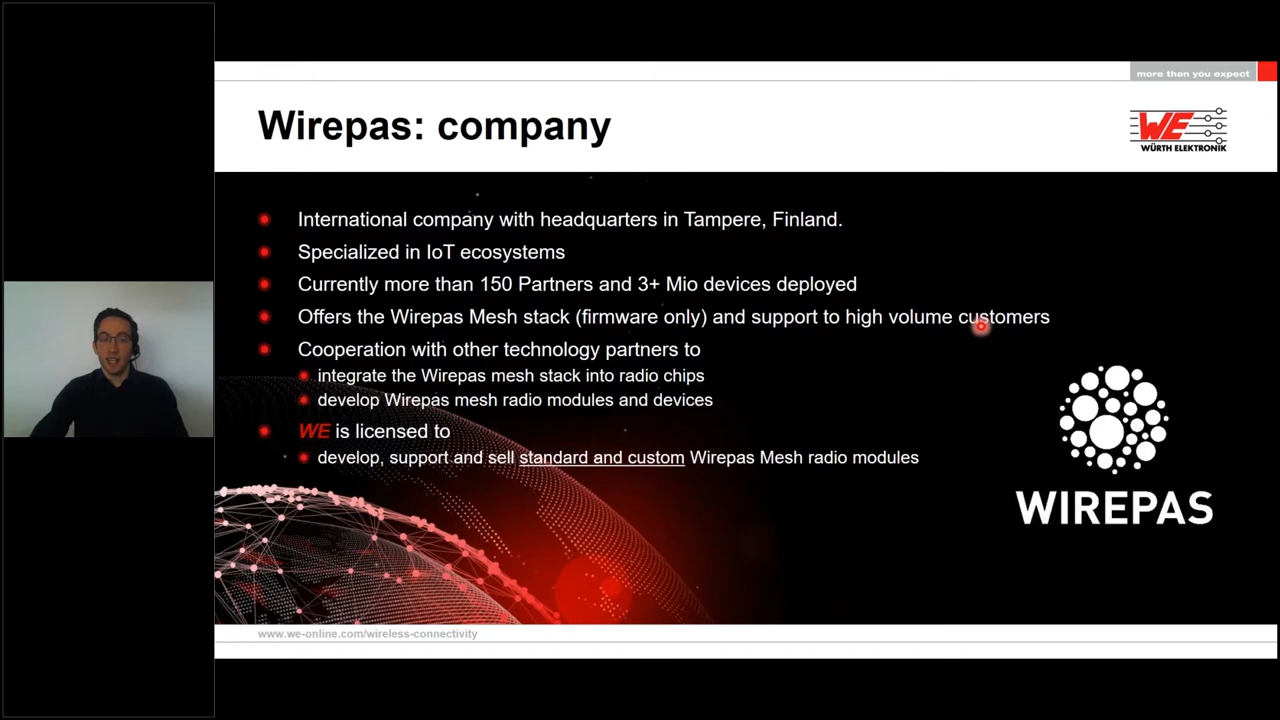 more than you expect
Wirepas: company
WE
WÜRTH ELEKTRONIK
International company with headquarters in Tampere, Finland.
Specialized in IoT ecosystems
Currently more than 150 Partners and 3+ Mio devices deployed
Offers the Wirepas Mesh stack (firmware only) and support to high volume customers
Cooperation with other technology partners to
integrate the Wirepas mesh stack into radio chips
develop Wirepas mesh radio modules and devices
WE is licensed to
develop, support and sell standard and custom Wirepas Mesh radio modules
WIREPAS
www.we-online.com/wireless-connectivity